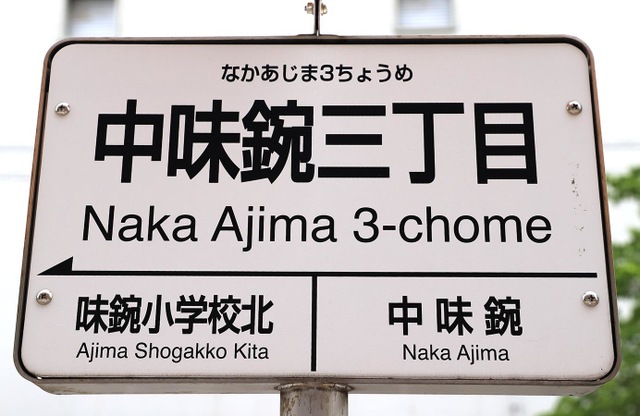 なかあじま3ちょうめ
中味鋺三丁目
Naka Ajima 3-chome
味鋺小学校北
Ajima Shogakko Kita
中味鋺
Naka Ajima